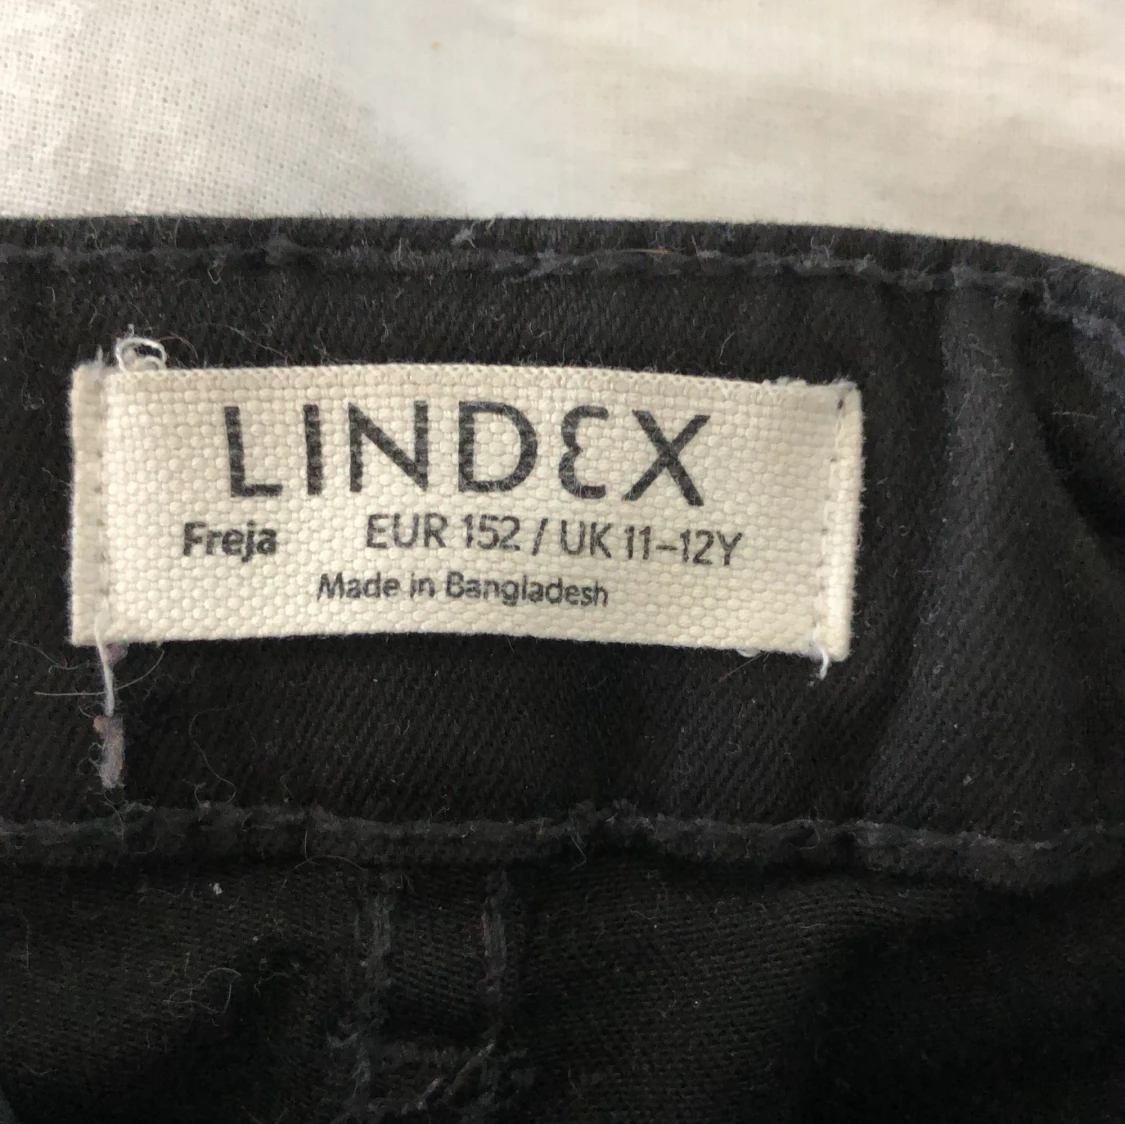 LINDEX
Freja EUR 152 / UK 11-12Y
Made in Bangladesh